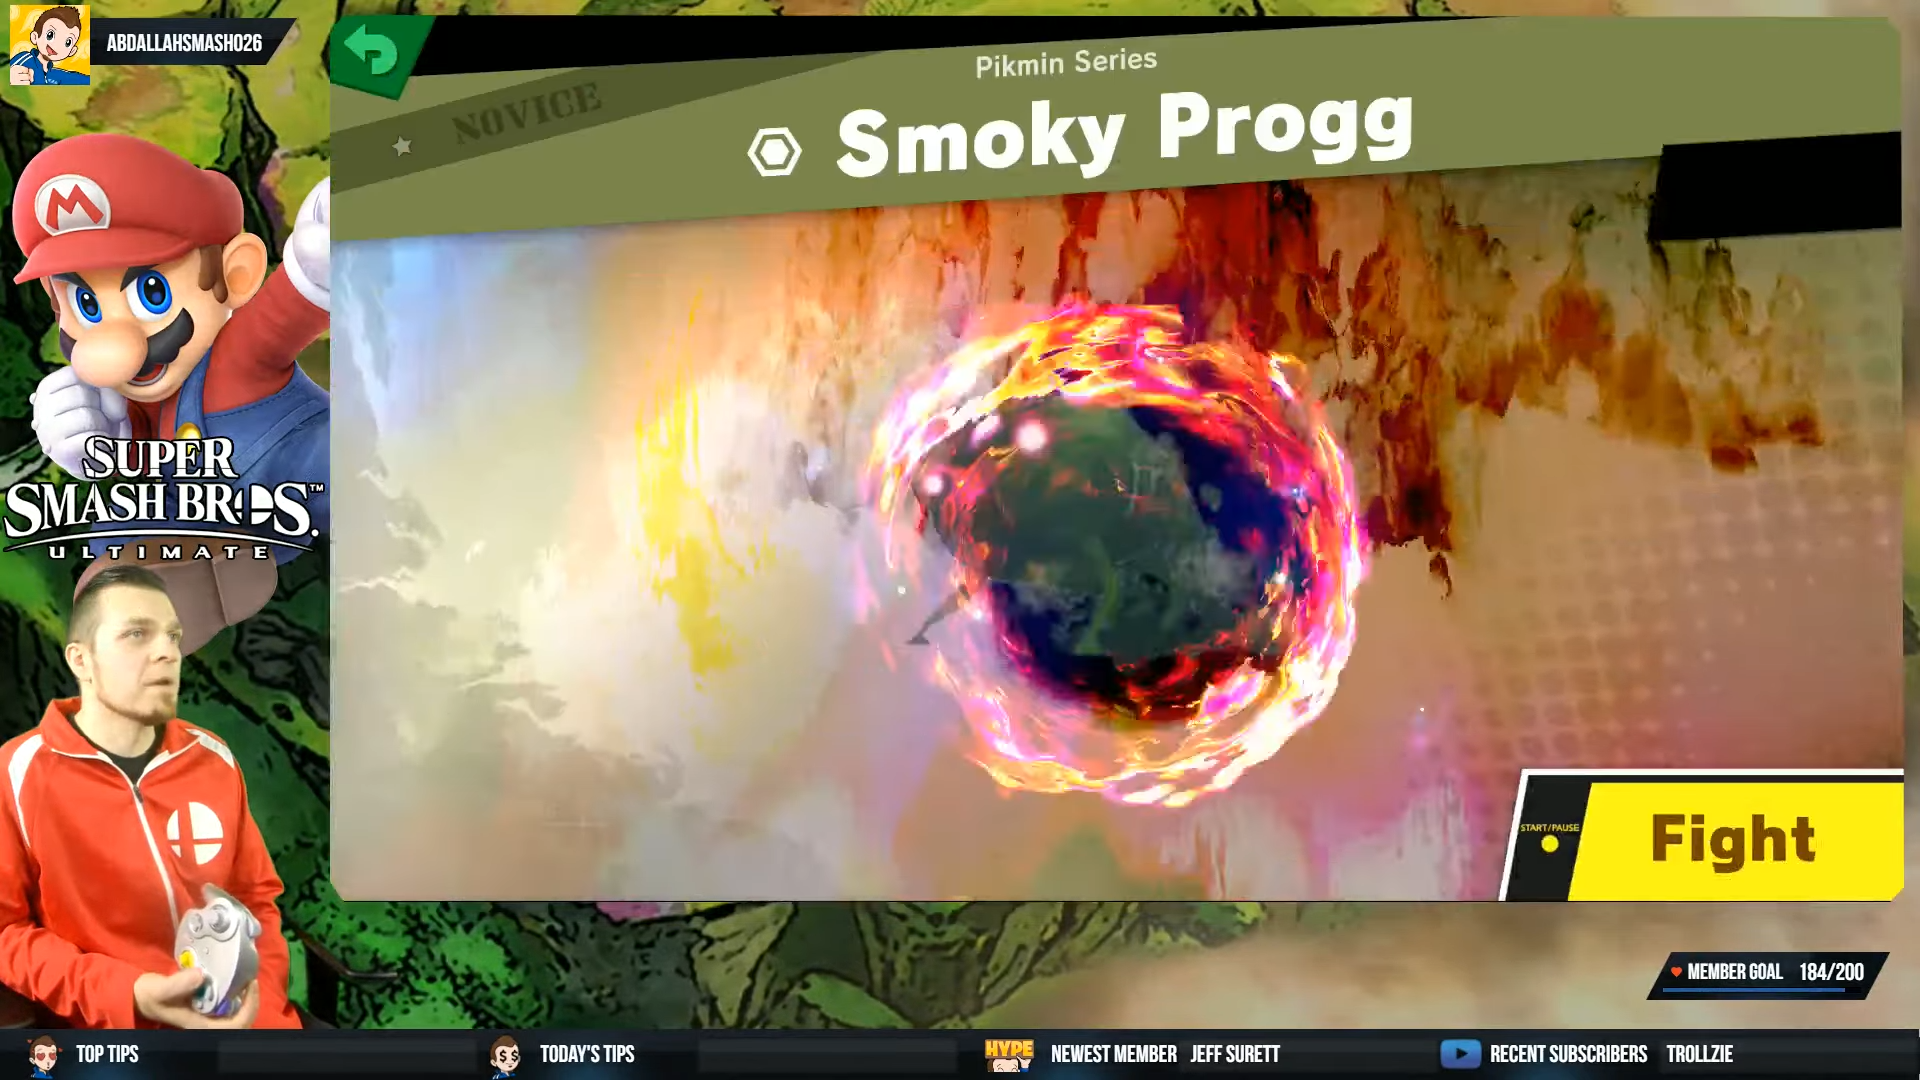 ABDALLAHSMASH026
Pikmin Series
NOVICE
Smoky Progg
M
SUPER
SMASH BROS.™
ULTIMATE
START/PAUSE
Fight
MEMBER GOAL 184/200
TOP TIPS
TODAY'S TIPS
HYPE
NEWEST MEMBER JEFF SURETT
RECENT SUBSCRIBERS TROLLZIE